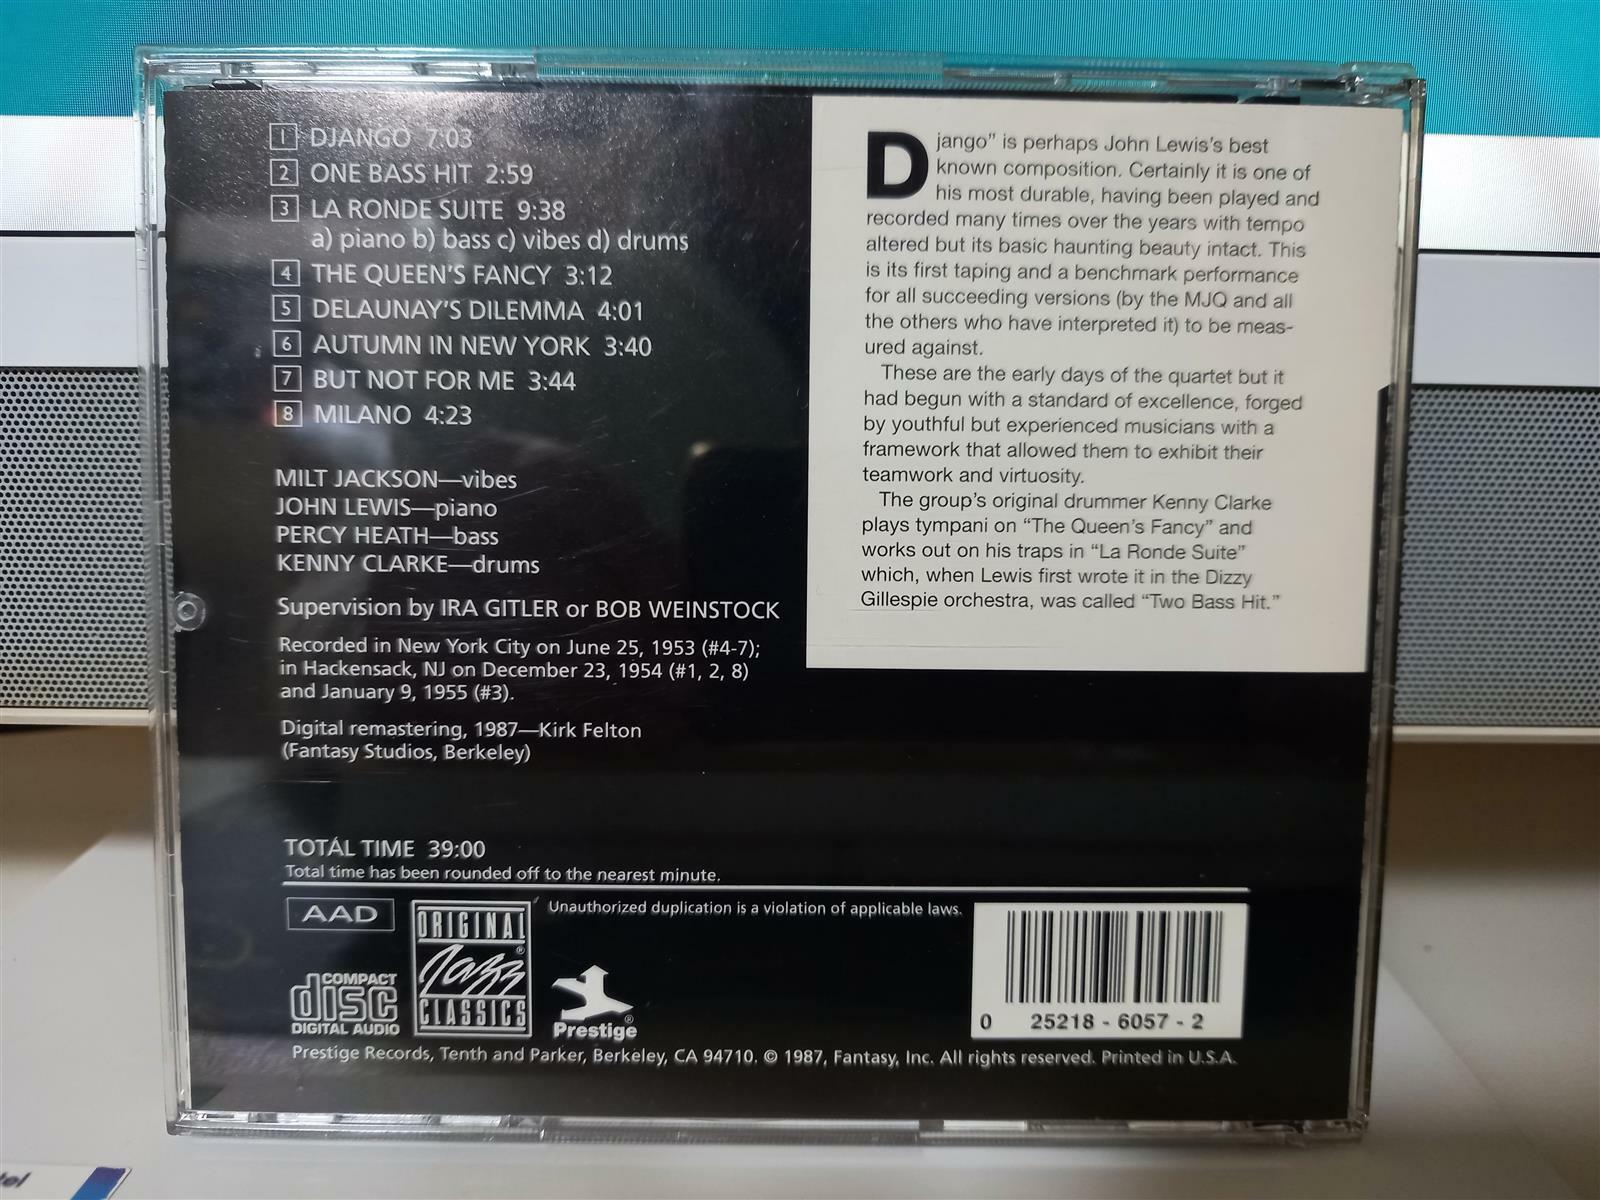 1 DJANGO 7:03
2 ONE BASS HIT 2:59
3 LA RONDE SUITE 9:38
a) piano b) bass c) vibes d) drums
4 THE QUEEN'S FANCY 3:12
5 DELAUNAY'S DILEMMA 4:01
6 AUTUMN IN NEW YORK 3:40
7 BUT NOT FOR ME 3:44
8 MILANO 4:23
MILT JACKSON—vibes
JOHN LEWIS—piano
PERCY HEATH—bass
KENNY CLARKE—drums
Supervision by IRA GITLER or BOB WEINSTOCK
Recorded in New York City on June 25, 1953 (#4-7);
in Hackensack, NJ on December 23, 1954 (#1, 2, 8)
and January 9, 1955 (#3).
Digital remastering, 1987—Kirk Felton
(Fantasy Studios, Berkeley)
Django" is perhaps John Lewis's best
known composition. Certainly it is one of
his most durable, having been played and
recorded many times over the years with tempo
altered but its basic haunting beauty intact. This
is its first taping and a benchmark performance
for all succeeding versions (by the MJQ and all
the others who have interpreted it) to be meas-
ured against.
These are the early days of the quartet but it
had begun with a standard of excellence, forged
by youthful but experienced musicians with a
framework that allowed them to exhibit their
teamwork and virtuosity.
The group's original drummer Kenny Clarke
plays tympani on "The Queen's Fancy" and
works out on his traps in "La Ronde Suite"
which, when Lewis first wrote it in the Dizzy
Gillespie orchestra, was called "Two Bass Hit."
TOTAL TIME 39:00
Total time has been rounded off to the nearest minute.
AAD
ORIGINAL
Jazz ®
CLASSICS
Unauthorized duplication is a violation of applicable laws.
COMPACT
disc
DIGITAL AUDIO
Prestige ®
0 25218 - 6057 - 2
Prestige Records, Tenth and Parker, Berkeley, CA 94710. © 1987, Fantasy, Inc. All rights reserved. Printed in U.S.A.